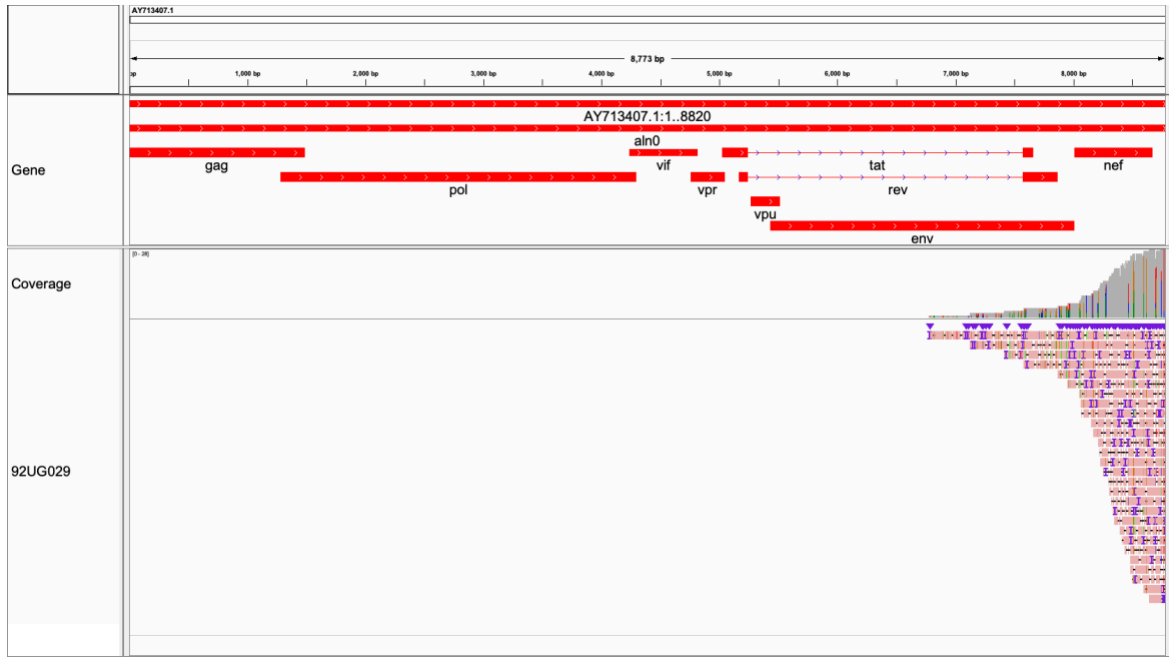 AY713407.1
8,773 bp
bp 1,000 bp 2,000 bp 3,000 bp 4,000 bp 5,000 bp 6,000 bp 7,000 bp 8,000 bp
AY713407.1:1..8820
aln0
Gene
gag vif tat nef
pol vpr rev
vpu
env
[0 - 28]
Coverage
92UG029